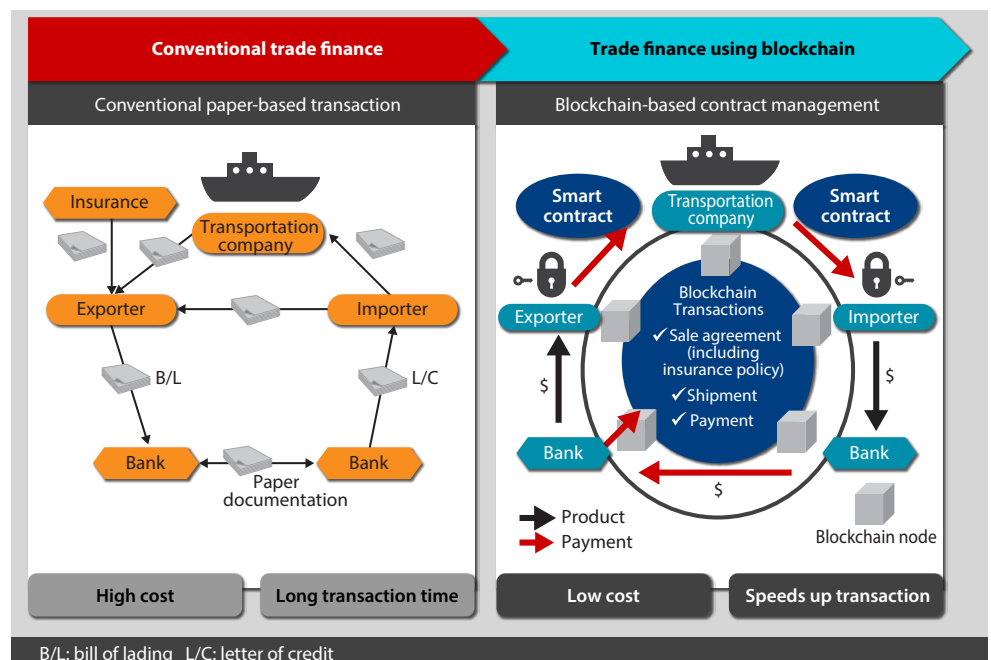 Conventional trade finance
Trade finance using blockchain
Conventional paper-based transaction
Blockchain-based contract management
Insurance
Transportation
company
Exporter
Importer
B/L
L/C
Bank
Bank
Paper
documentation
High cost
Long transaction time
Smart
contract
Transportation
company
Smart
contract
Exporter
Importer
Blockchain
Transactions
✓ Sale agreement
(including
insurance policy)
✓ Shipment
✓ Payment
$
$
Bank
Bank
$
Product
Payment
Blockchain node
Low cost
Speeds up transaction
B/L: bill of lading L/C: letter of credit